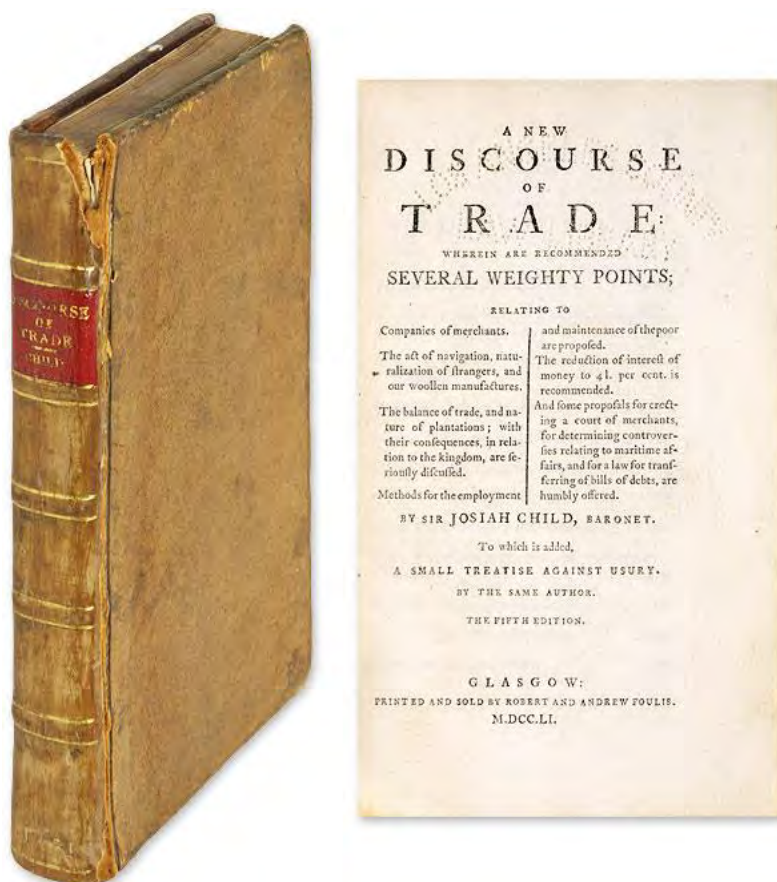 DISCOURSE
OF
TRADE
CHILD
A NEW
DISCOURSE
OF
TRADE:
WHEREIN ARE RECOMMENDED
SEVERAL WEIGHTY POINTS;
RELATING TO
Companies of merchants.
The act of navigation, natu-
ralization of ſtrangers, and
our woollen manufactures.
The balance of trade, and na-
ture of plantations; with
their conſequences, in rela-
tion to the kingdom, are ſe-
riouſly diſcuſſed.
Methods for the employment
and maintenance of the poor
are propoſed.
The reduction of intereſt of
money to 4 l. per cent. is
recommended.
And ſome propoſals for erect-
ing a court of merchants,
for determining controver-
ſies relating to maritime af-
fairs, and for a law for tranſ-
ferring of bills of debts, are
humbly offered.
BY SIR JOSIAH CHILD, BARONET.
To which is added,
A SMALL TREATISE AGAINST USURY.
BY THE SAME AUTHOR.
THE FIFTH EDITION.
GLASGOW:
PRINTED AND SOLD BY ROBERT AND ANDREW FOULIS.
M.DCC.LI.